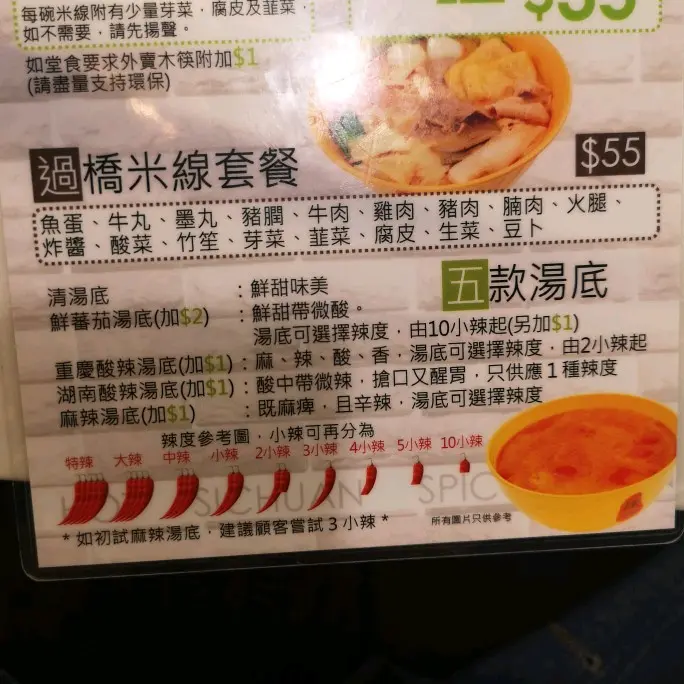 每碗米線附有少量芽菜，腐皮及韮菜，
如不需要，請先揚聲。
如堂食要求外賣木筷附加$1
(請盡量支持環保)
過橋米線套餐
$55
魚蛋、牛丸、墨丸、豬膶、牛肉、雞肉、豬肉、腩肉、火腿、
炸醬、酸菜、竹笙、芽菜、韮菜、腐皮、生菜、豆卜
五款湯底
清湯底 ：鮮甜味美
鮮蕃茄湯底(加$2) ：鮮甜帶微酸。
湯底可選擇辣度，由10小辣起(另加$1)
重慶酸辣湯底(加$1)：麻、辣、酸、香，湯底可選擇辣度，由2小辣起
湖南酸辣湯底(加$1)：酸中帶微辣，搶口又醒胃，只供應1種辣度
麻辣湯底(加$1) ：既麻痺，且辛辣，湯底可選擇辣度
辣度參考圖，小辣可再分為
特辣 大辣 中辣 小辣 2小辣 3小辣 4小辣 5小辣 10小辣
SICHUAN SPIC
*如初試麻辣湯底，建議顧客嘗試3小辣*
所有圖片只供參考